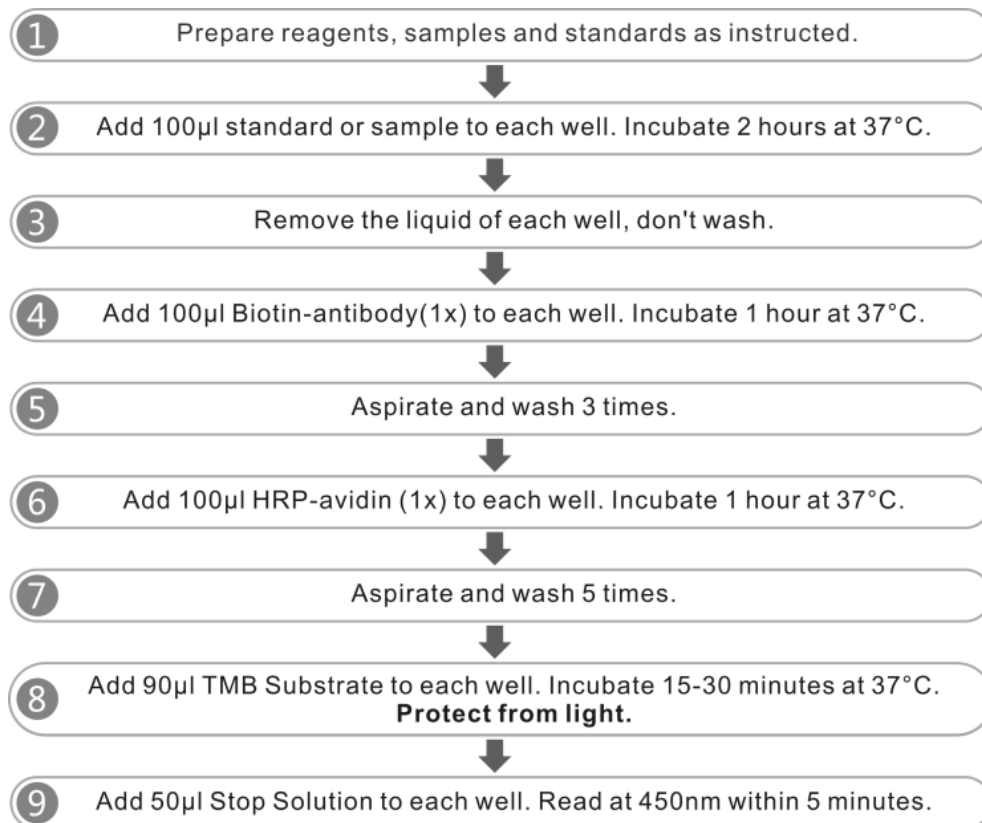 1 Prepare reagents, samples and standards as instructed.
2 Add 100µl standard or sample to each well. Incubate 2 hours at 37°C.
3 Remove the liquid of each well, don't wash.
4 Add 100µl Biotin-antibody(1x) to each well. Incubate 1 hour at 37°C.
5 Aspirate and wash 3 times.
6 Add 100µl HRP-avidin (1x) to each well. Incubate 1 hour at 37°C.
7 Aspirate and wash 5 times.
8 Add 90µl TMB Substrate to each well. Incubate 15-30 minutes at 37°C.
Protect from light.
9 Add 50µl Stop Solution to each well. Read at 450nm within 5 minutes.